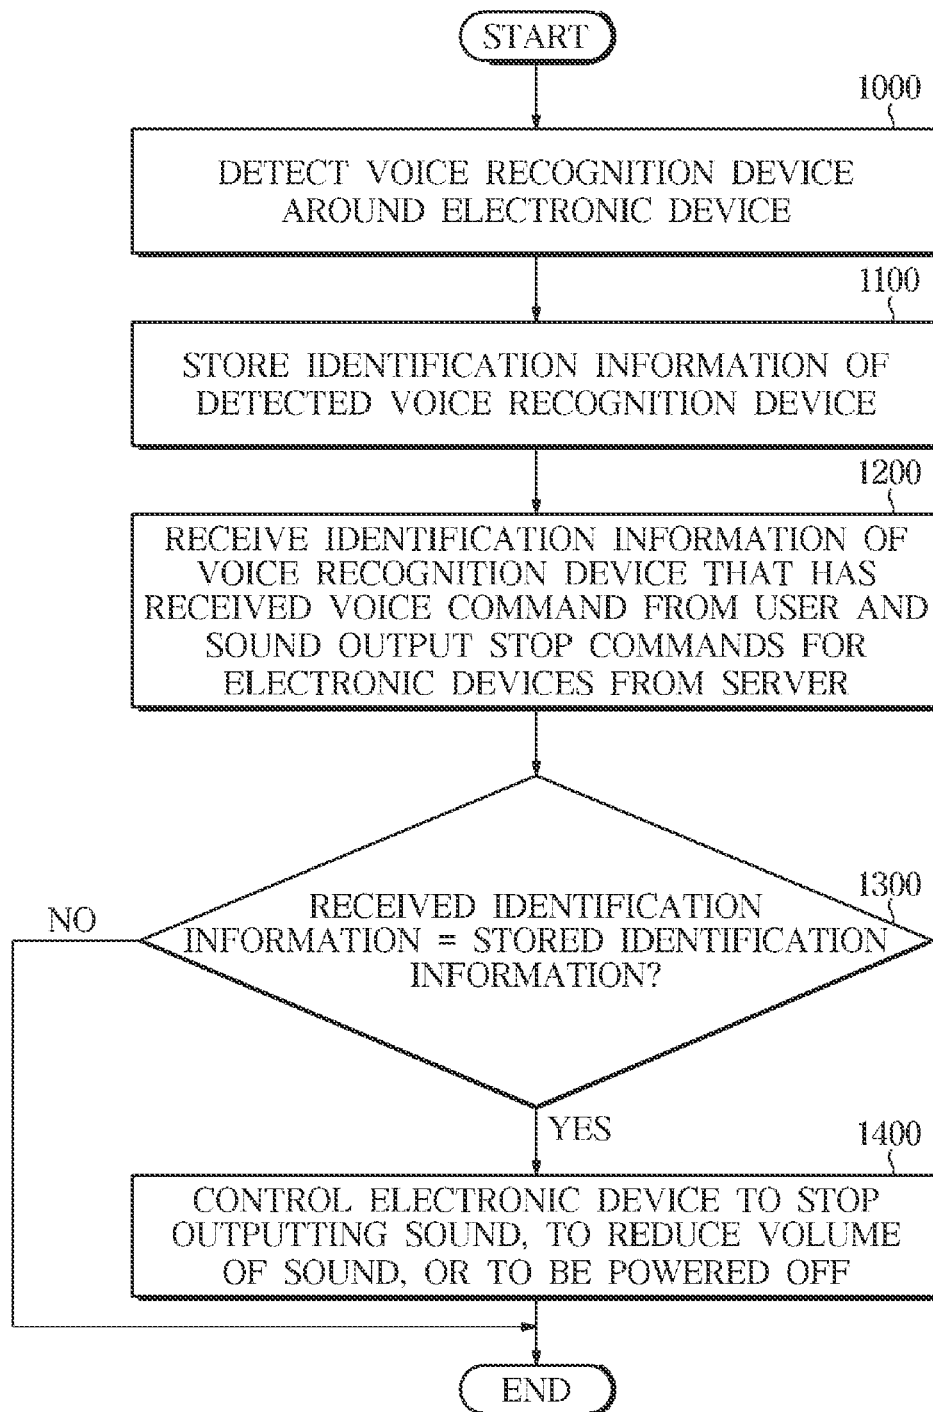 START
1000
DETECT VOICE RECOGNITION DEVICE
AROUND ELECTRONIC DEVICE
1100
STORE IDENTIFICATION INFORMATION OF
DETECTED VOICE RECOGNITION DEVICE
1200
RECEIVE IDENTIFICATION INFORMATION OF
VOICE RECOGNITION DEVICE THAT HAS
RECEIVED VOICE COMMAND FROM USER AND
SOUND OUTPUT STOP COMMANDS FOR
ELECTRONIC DEVICES FROM SERVER
1300
NO
RECEIVED IDENTIFICATION
INFORMATION = STORED IDENTIFICATION
INFORMATION?
YES
1400
CONTROL ELECTRONIC DEVICE TO STOP
OUTPUTTING SOUND, TO REDUCE VOLUME
OF SOUND, OR TO BE POWERED OFF
END